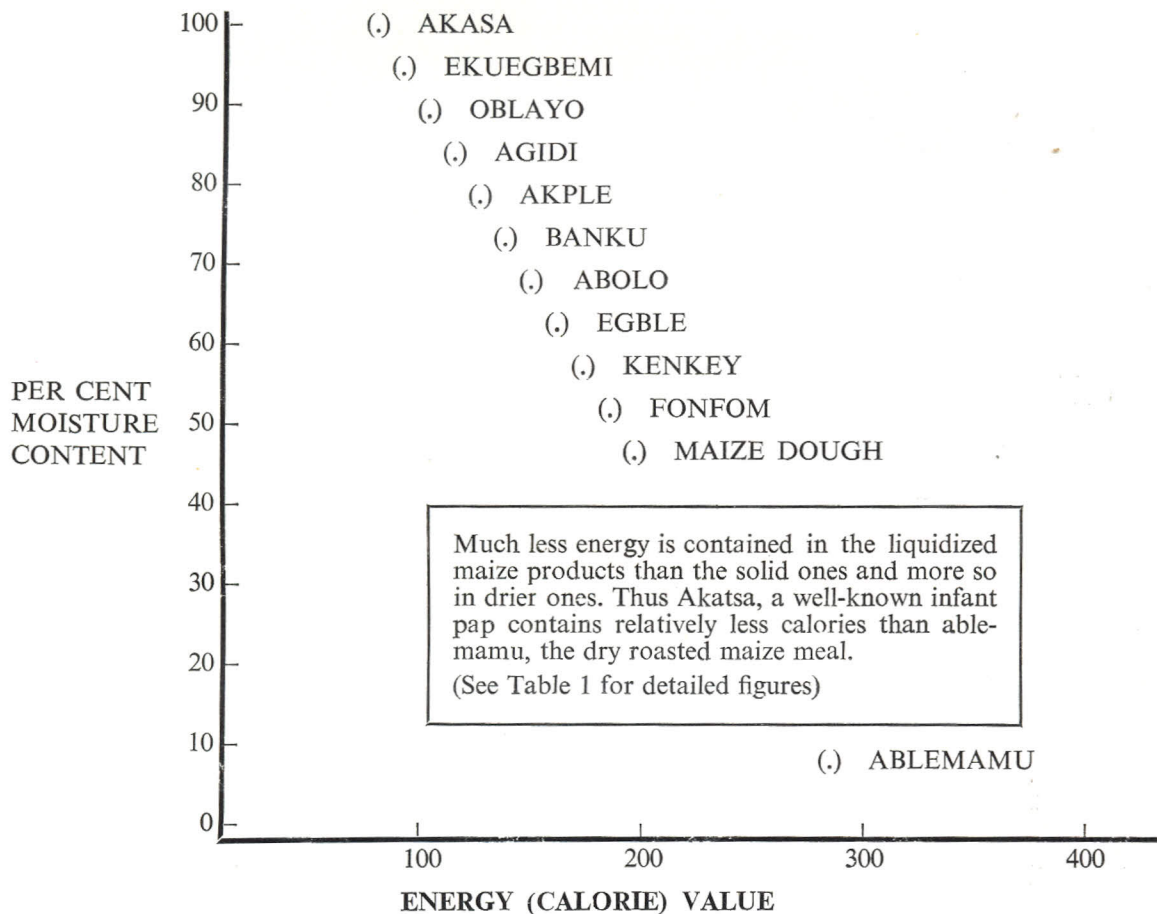 100 (.) AKASA
(.) EKUEGBEMI
90 (.) OBLAYO
(.) AGIDI
80 (.) AKPLE
(.) BANKU
70 (.) ABOLO
(.) EGBLE
60 (.) KENKEY
PER CENT
MOISTURE
CONTENT
50 (.) FONFOM
(.) MAIZE DOUGH
40
Much less energy is contained in the liquidized
maize products than the solid ones and more so
in drier ones. Thus Akatsa, a well-known infant
pap contains relatively less calories than able-
mamu, the dry roasted maize meal.
(See Table 1 for detailed figures)
30
20
10 (.) ABLEMAMU
0
100 200 300 400
ENERGY (CALORIE) VALUE